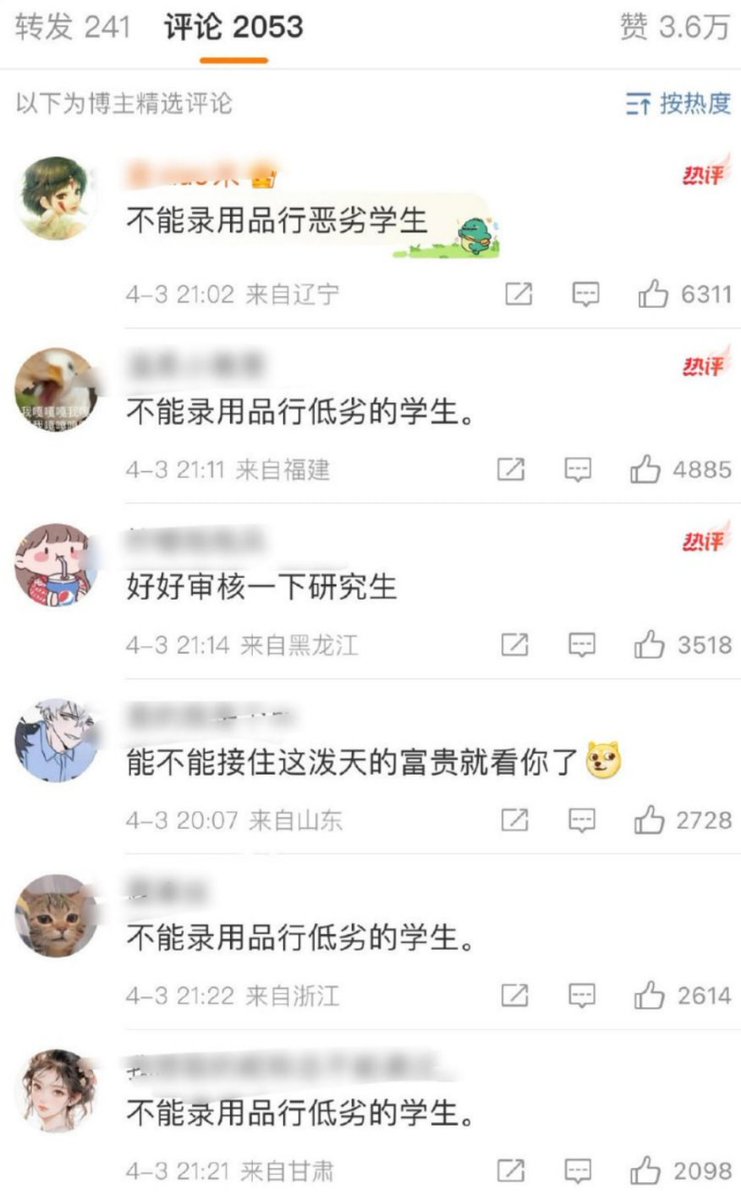 转发 241 评论 2053 赞 3.6万
以下为博主精选评论 按热度
热评
不能录用品行恶劣学生
4-3 21:02 来自辽宁 6311
热评
不能录用品行低劣的学生。
4-3 21:11 来自福建 4885
热评
好好审核一下研究生
4-3 21:14 来自黑龙江 3518
能不能接住这泼天的富贵就看你了
4-3 20:07 来自山东 2728
不能录用品行低劣的学生。
4-3 21:22 来自浙江 2614
不能录用品行低劣的学生。
4-3 21:21 来自甘肃 2098